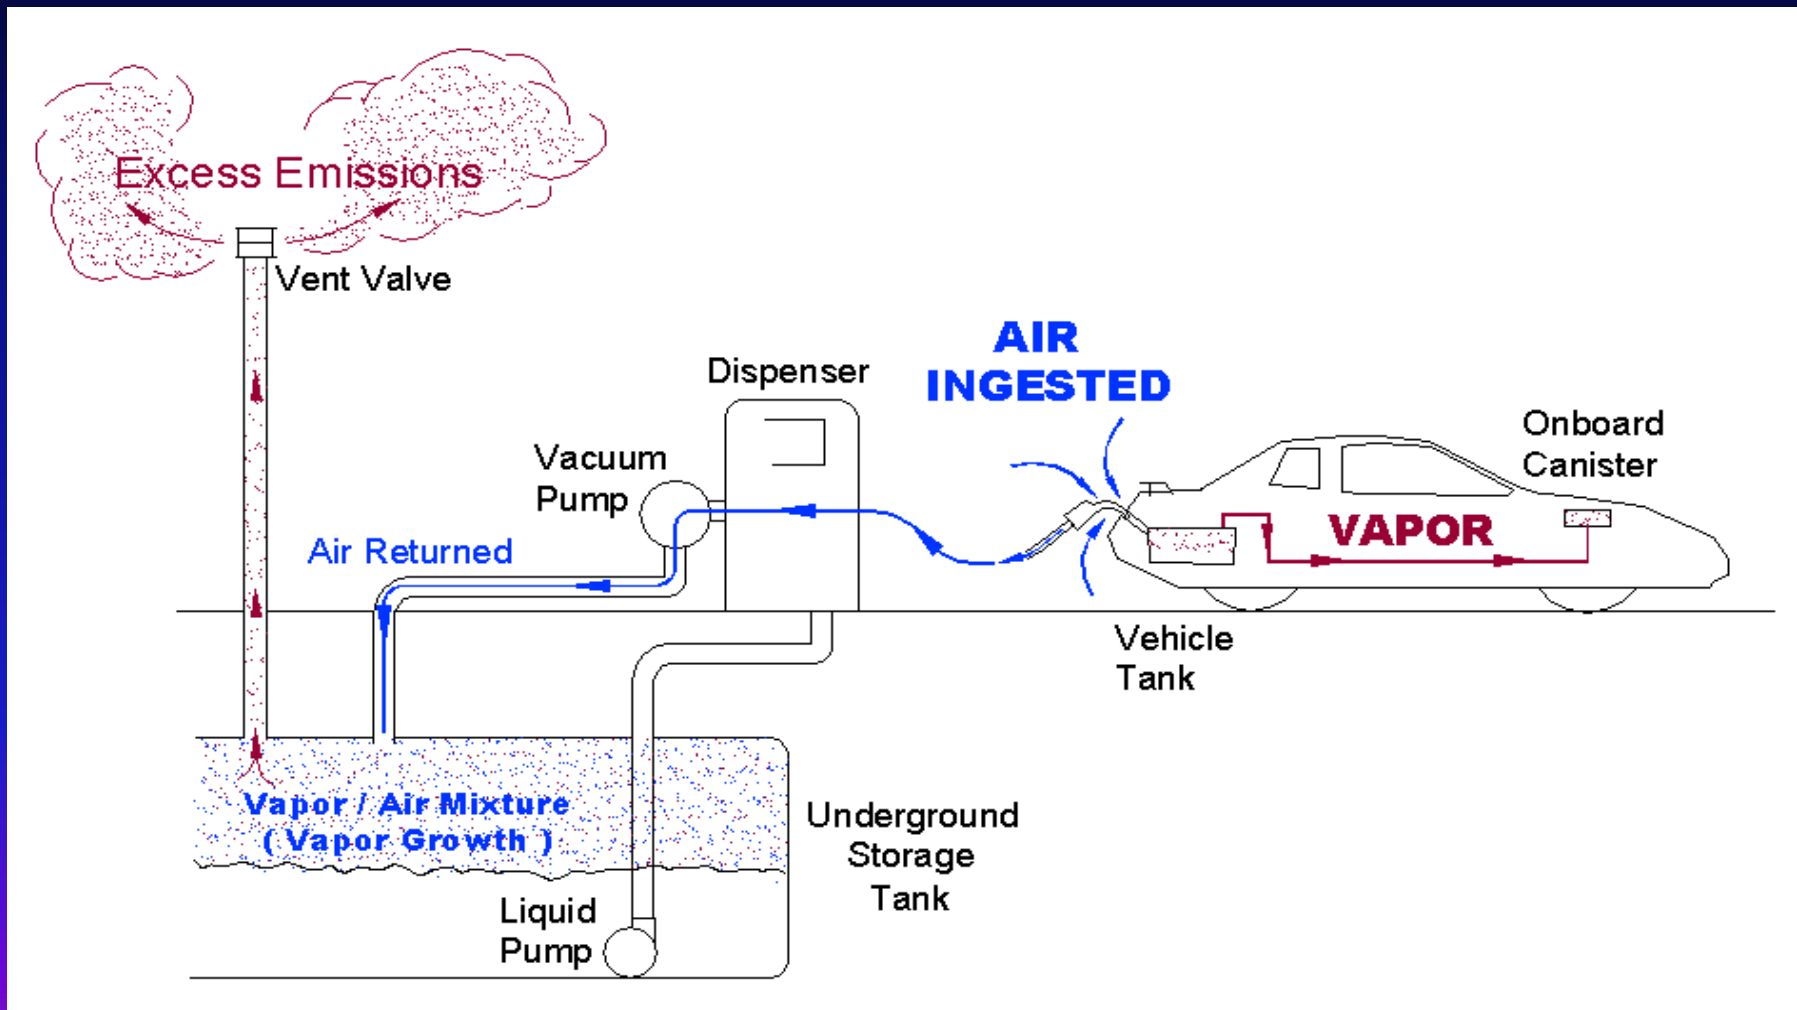 Excess Emissions
Vent Valve
AIR
INGESTED
Dispenser
Onboard
Canister
Vacuum
Pump
VAPOR
Air Returned
Vehicle
Tank
Vapor / Air Mixture
( Vapor Growth )
Underground
Storage
Tank
Liquid
Pump